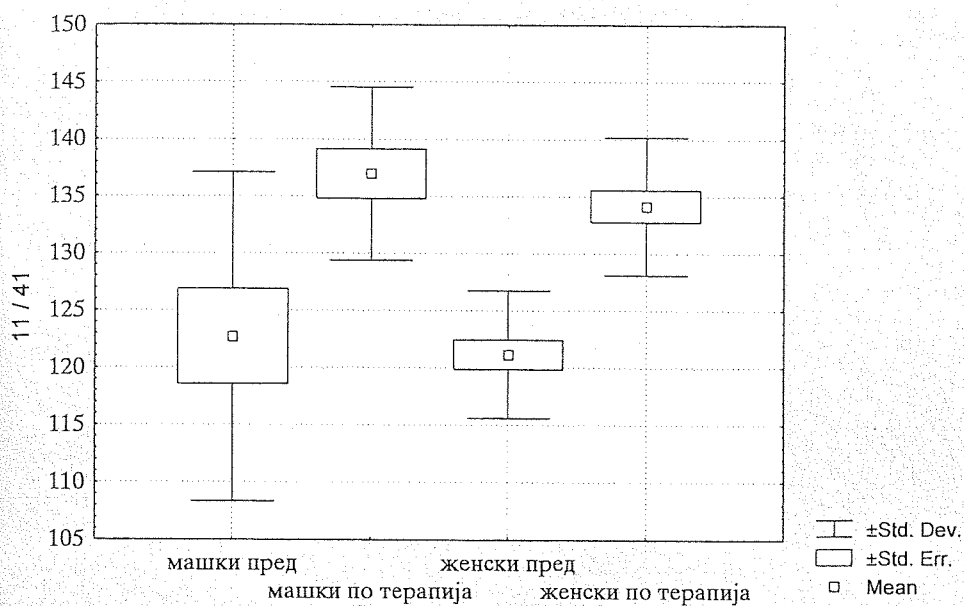 150
145
140
135
130
125
120
115
110
105
11 / 41
машки пред
женски пред
машки по терапија
женски по терапија
±Std. Dev.
±Std. Err.
Mean